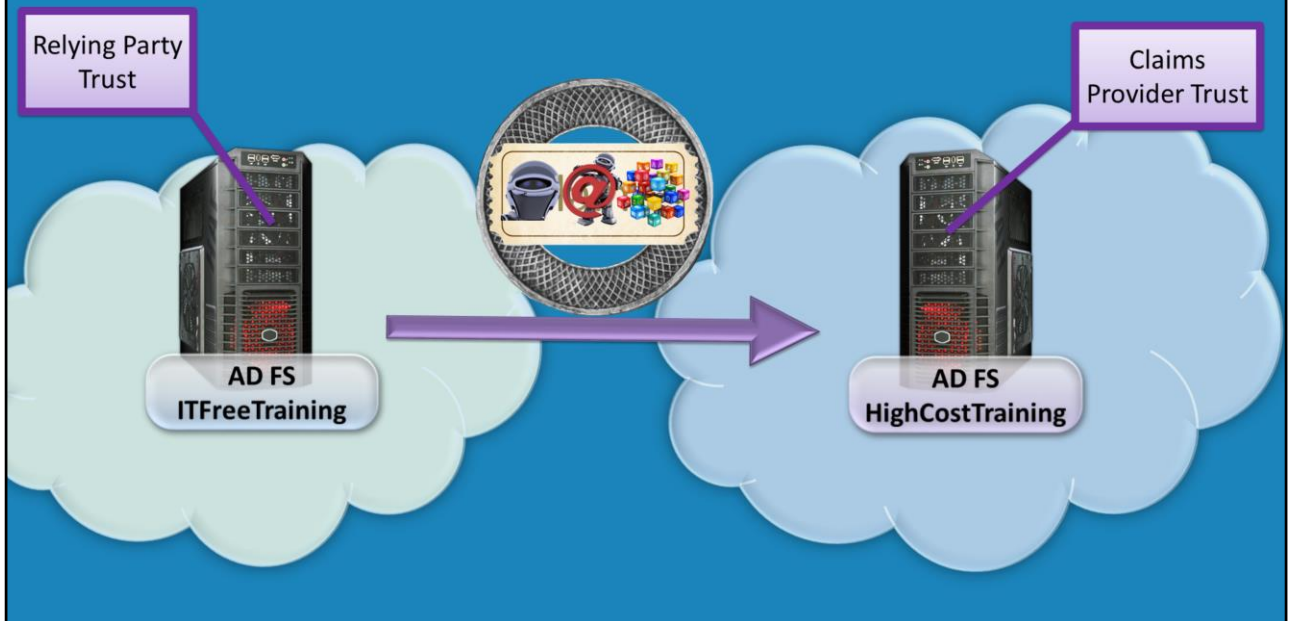 Relying Party
Trust
Claims
Provider Trust
@
AD FS
ITFreeTraining
AD FS
HighCostTraining